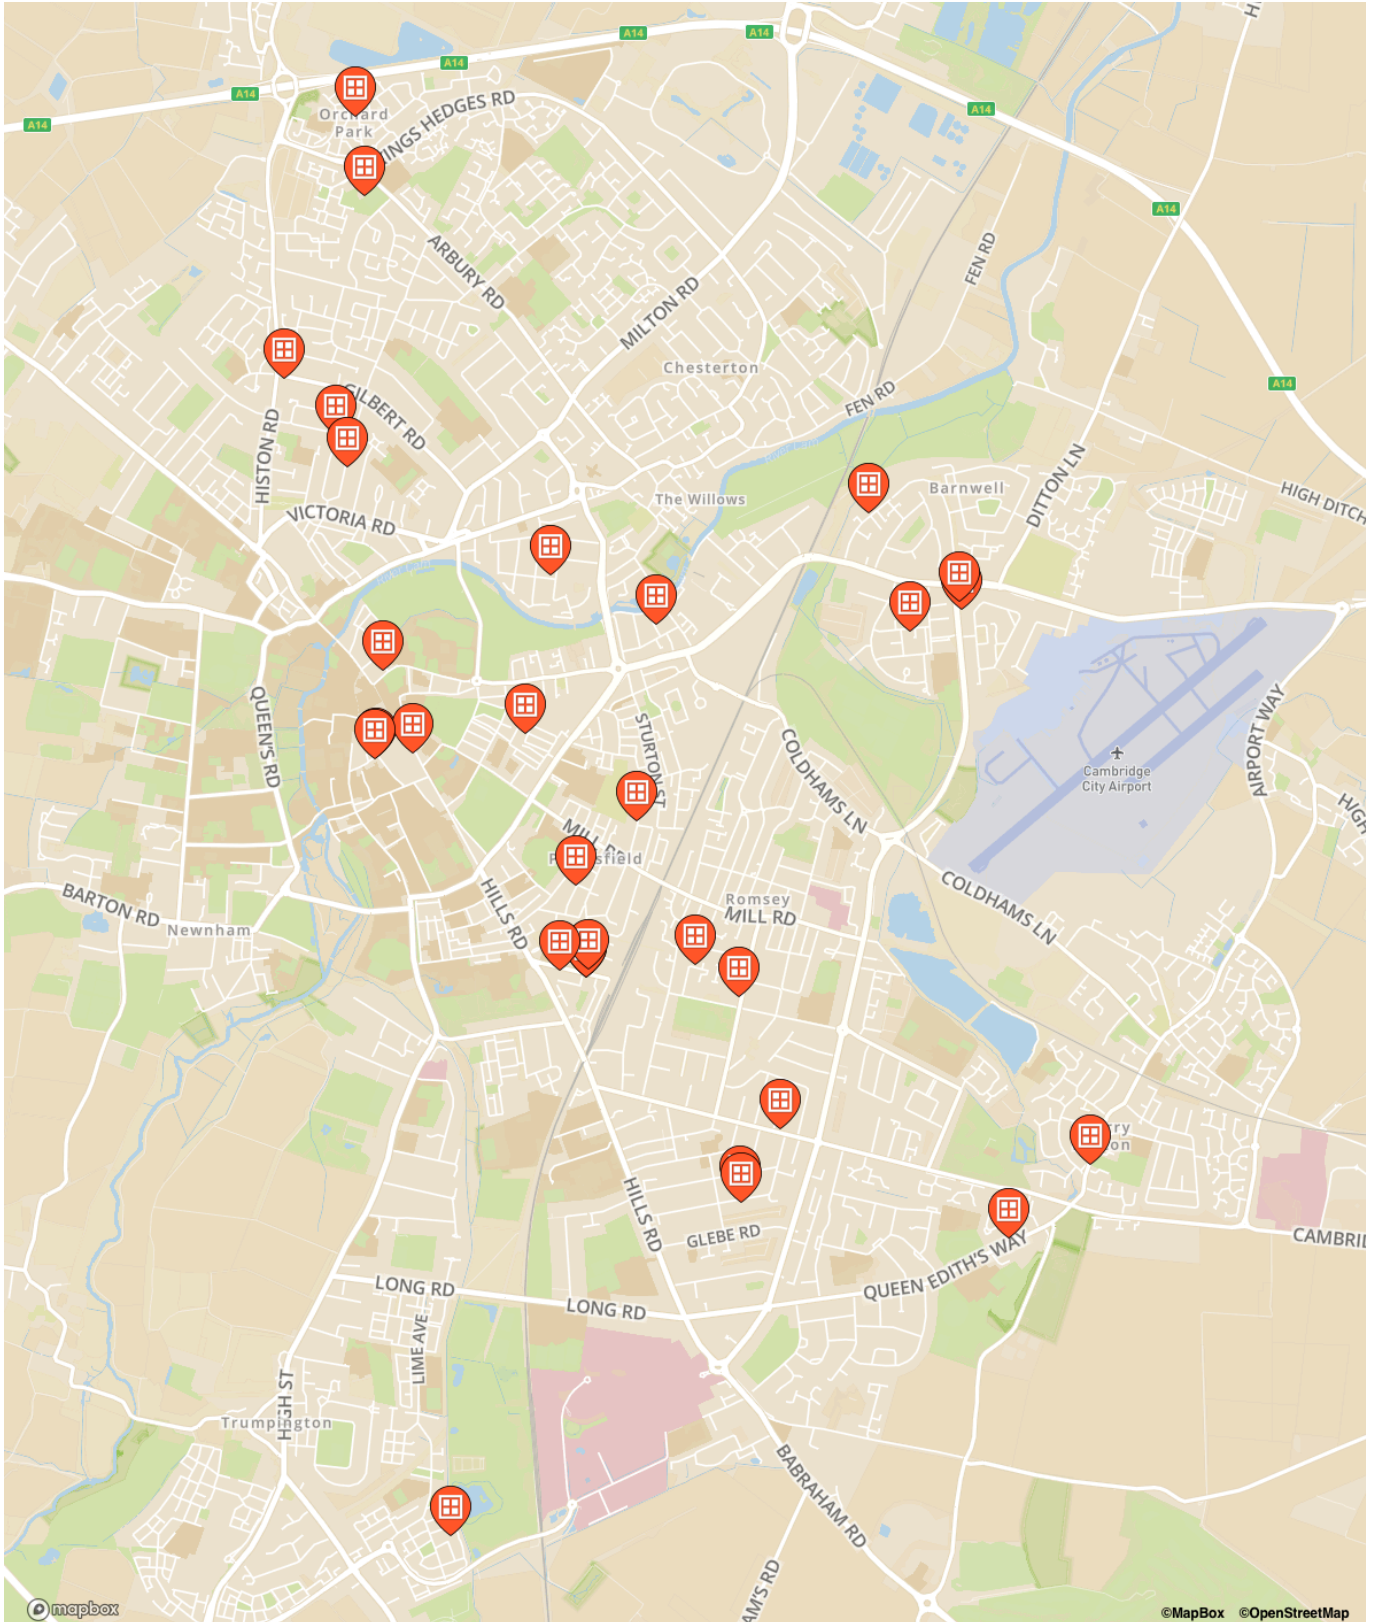 H
A14
A14
A14
A14
A14
A14
Orchard
Park
KINGS HEDGES RD
A14
ARBURY RD
FEN RD
MILTON RD
Chesterton
A14
GILBERT RD
FEN RD
HISTON RD
DITTON LN
The Willows
Barnwell
HIGH DITCH
VICTORIA RD
QUEEN'S RD
STURTON ST
COLDHAMS LN
AIRPORT WAY
Cambridge
City Airport
HIGH
MILL RD
BARTON RD
Newnham
HILLS RD
Romsey
MILL RD
COLDHAMS LN
HILLS RD
GLEBE RD
CAMBRI
QUEEN EDITH'S WAY
LONG RD
LONG RD
LIME AVE
HIGH ST
Trumpington
BABRAHAM RD
AM'S RD
mapbox
©MapBox ©OpenStreetMap